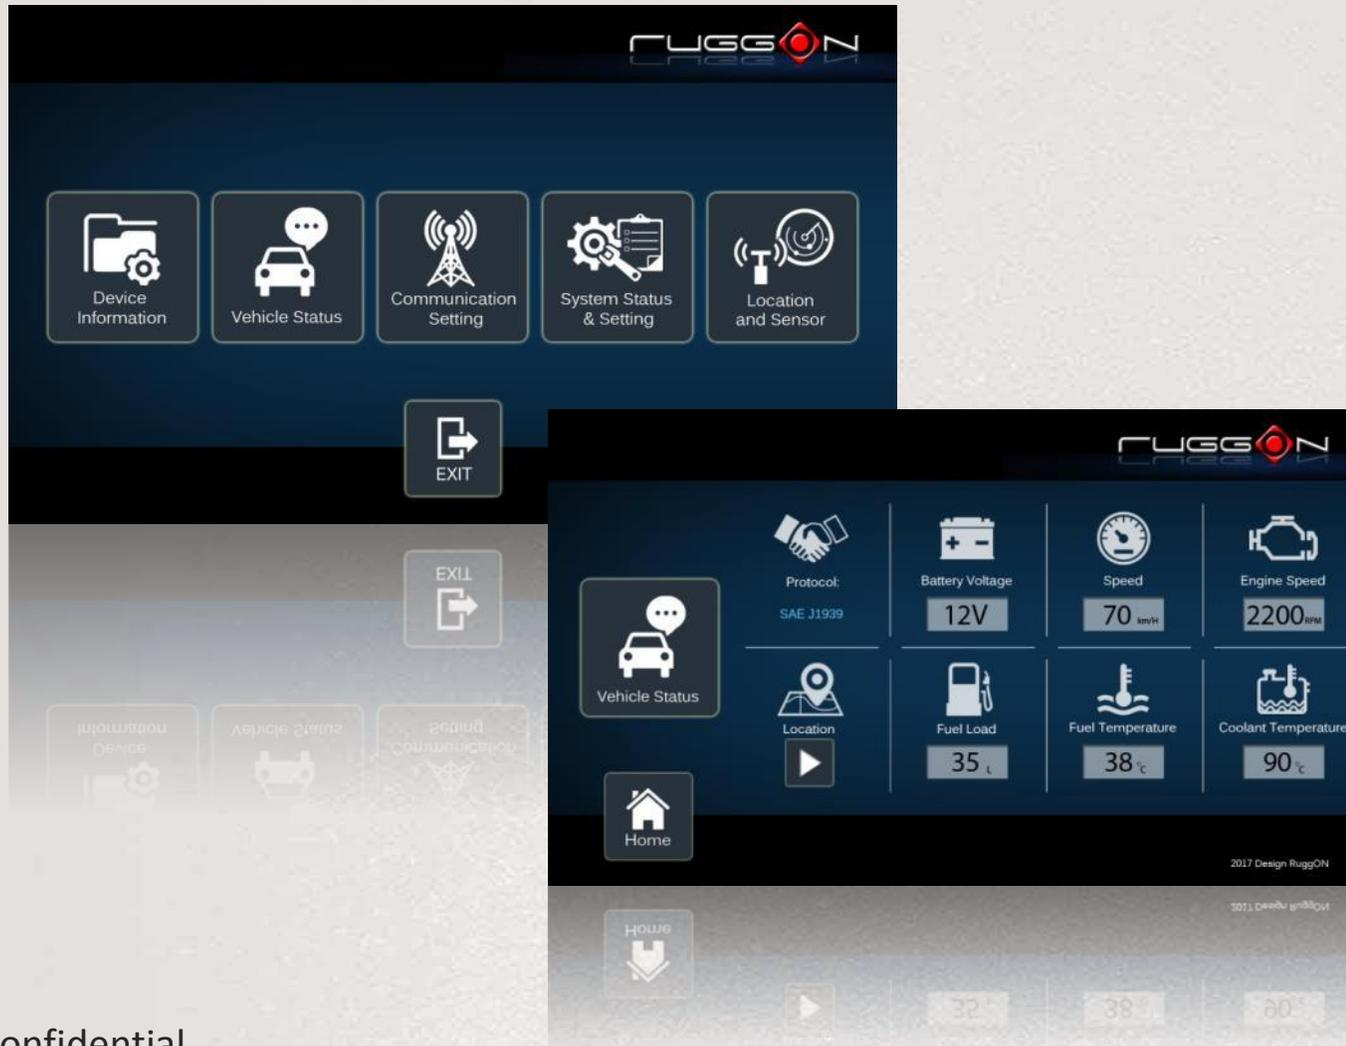 RUGGON
Device
Information
Vehicle Status
Communication
Setting
System Status
& Setting
Location
and Sensor
EXIT
RUGGON
Vehicle Status
Home
Protocol:
SAE J1939
Battery Voltage
12V
Speed
70 km/H
Engine Speed
2200 RPM
Location
Fuel Load
35 L
Fuel Temperature
38 °C
Coolant Temperature
90 °C
2017 Design RuggON
onfidential